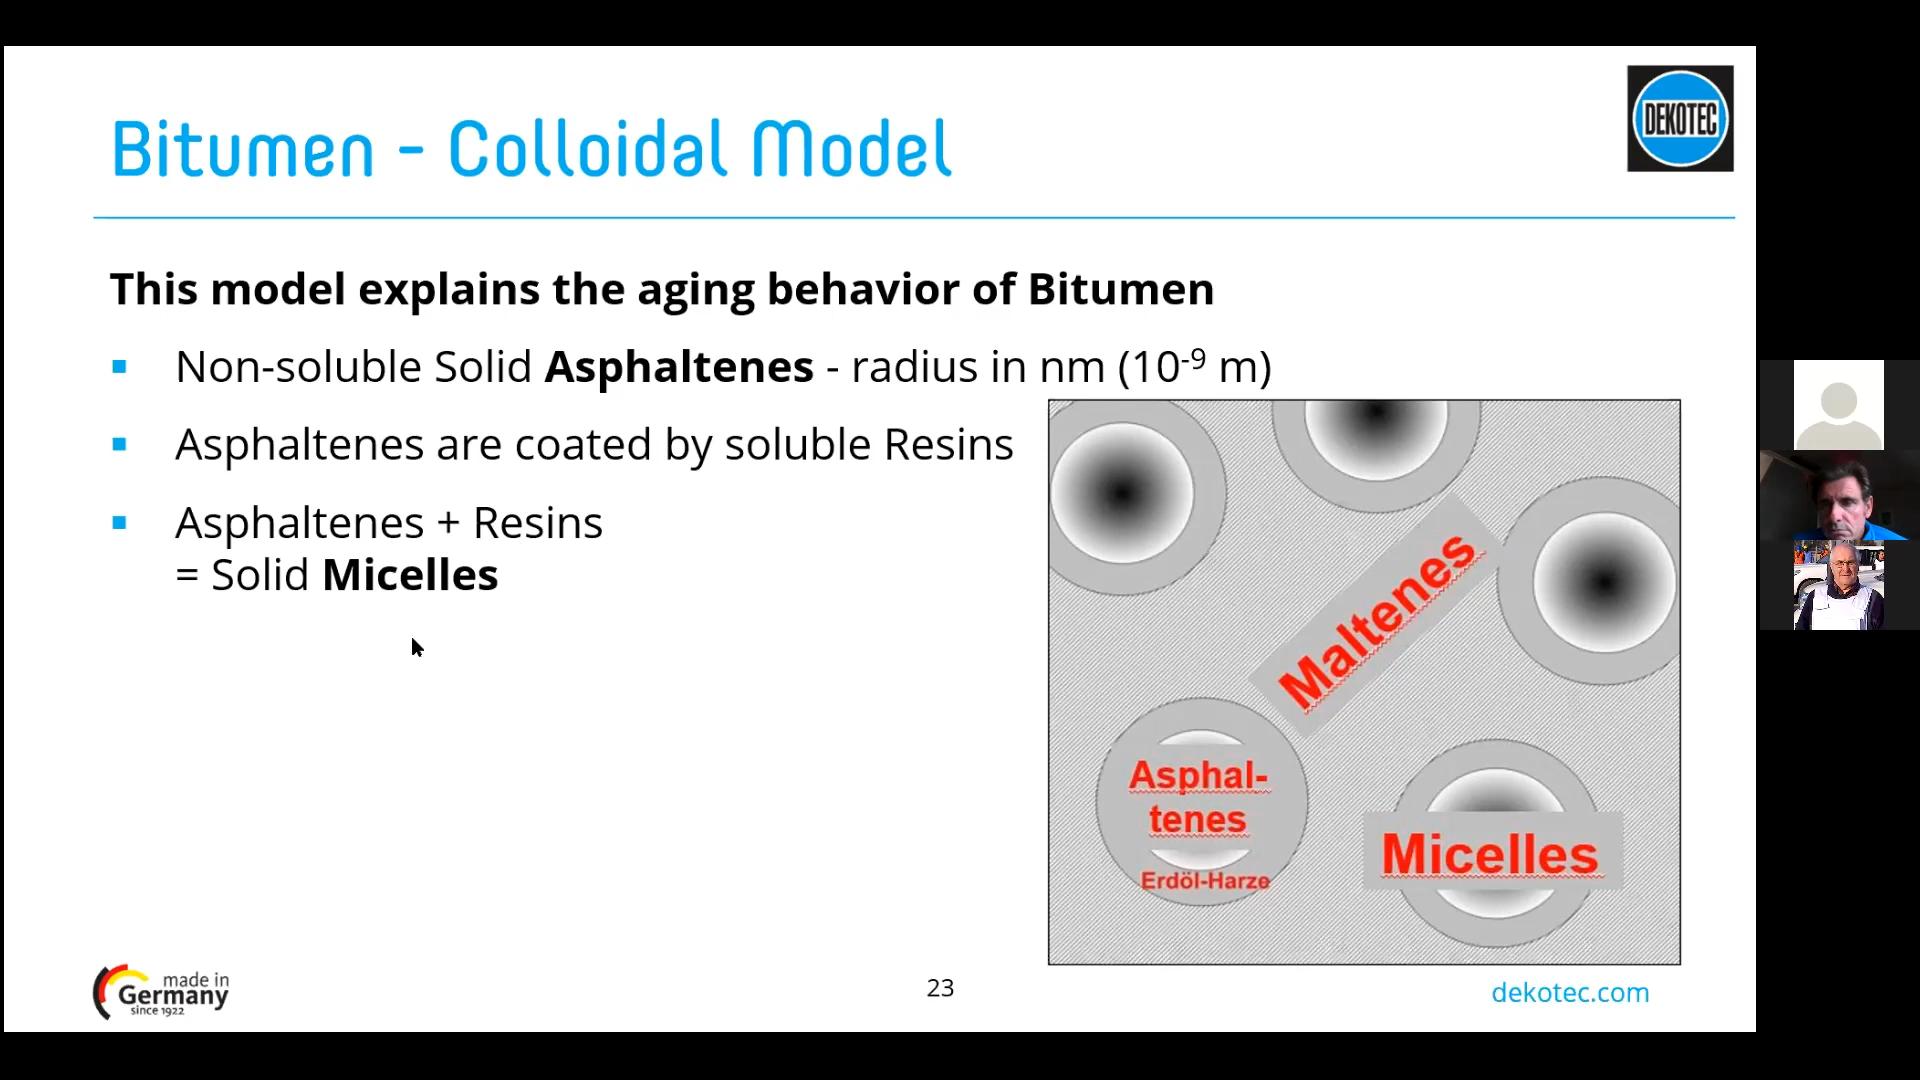 Bitumen - Colloidal Model
DEKOTEC
This model explains the aging behavior of Bitumen
▪ Non-soluble Solid Asphaltenes - radius in nm (10⁻⁹ m)
▪ Asphaltenes are coated by soluble Resins
▪ Asphaltenes + Resins
= Solid Micelles
Maltenes
Asphal-
tenes
Erdöl-Harze
Micelles
made in
Germany
since 1922
23
dekotec.com